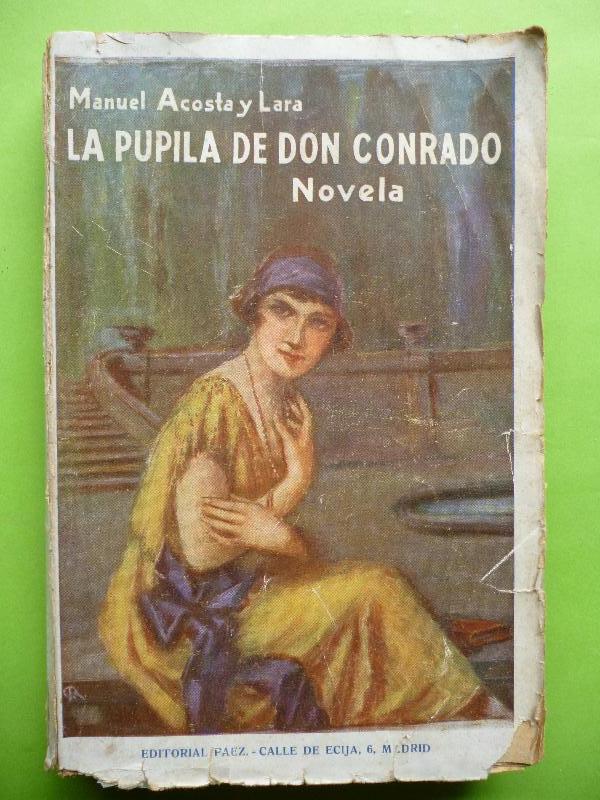 Manuel Acosta y Lara
LA PUPILA DE DON CONRADO
Novela
EDITORIAL PAEZ. - CALLE DE ECIJA, 6, MADRID